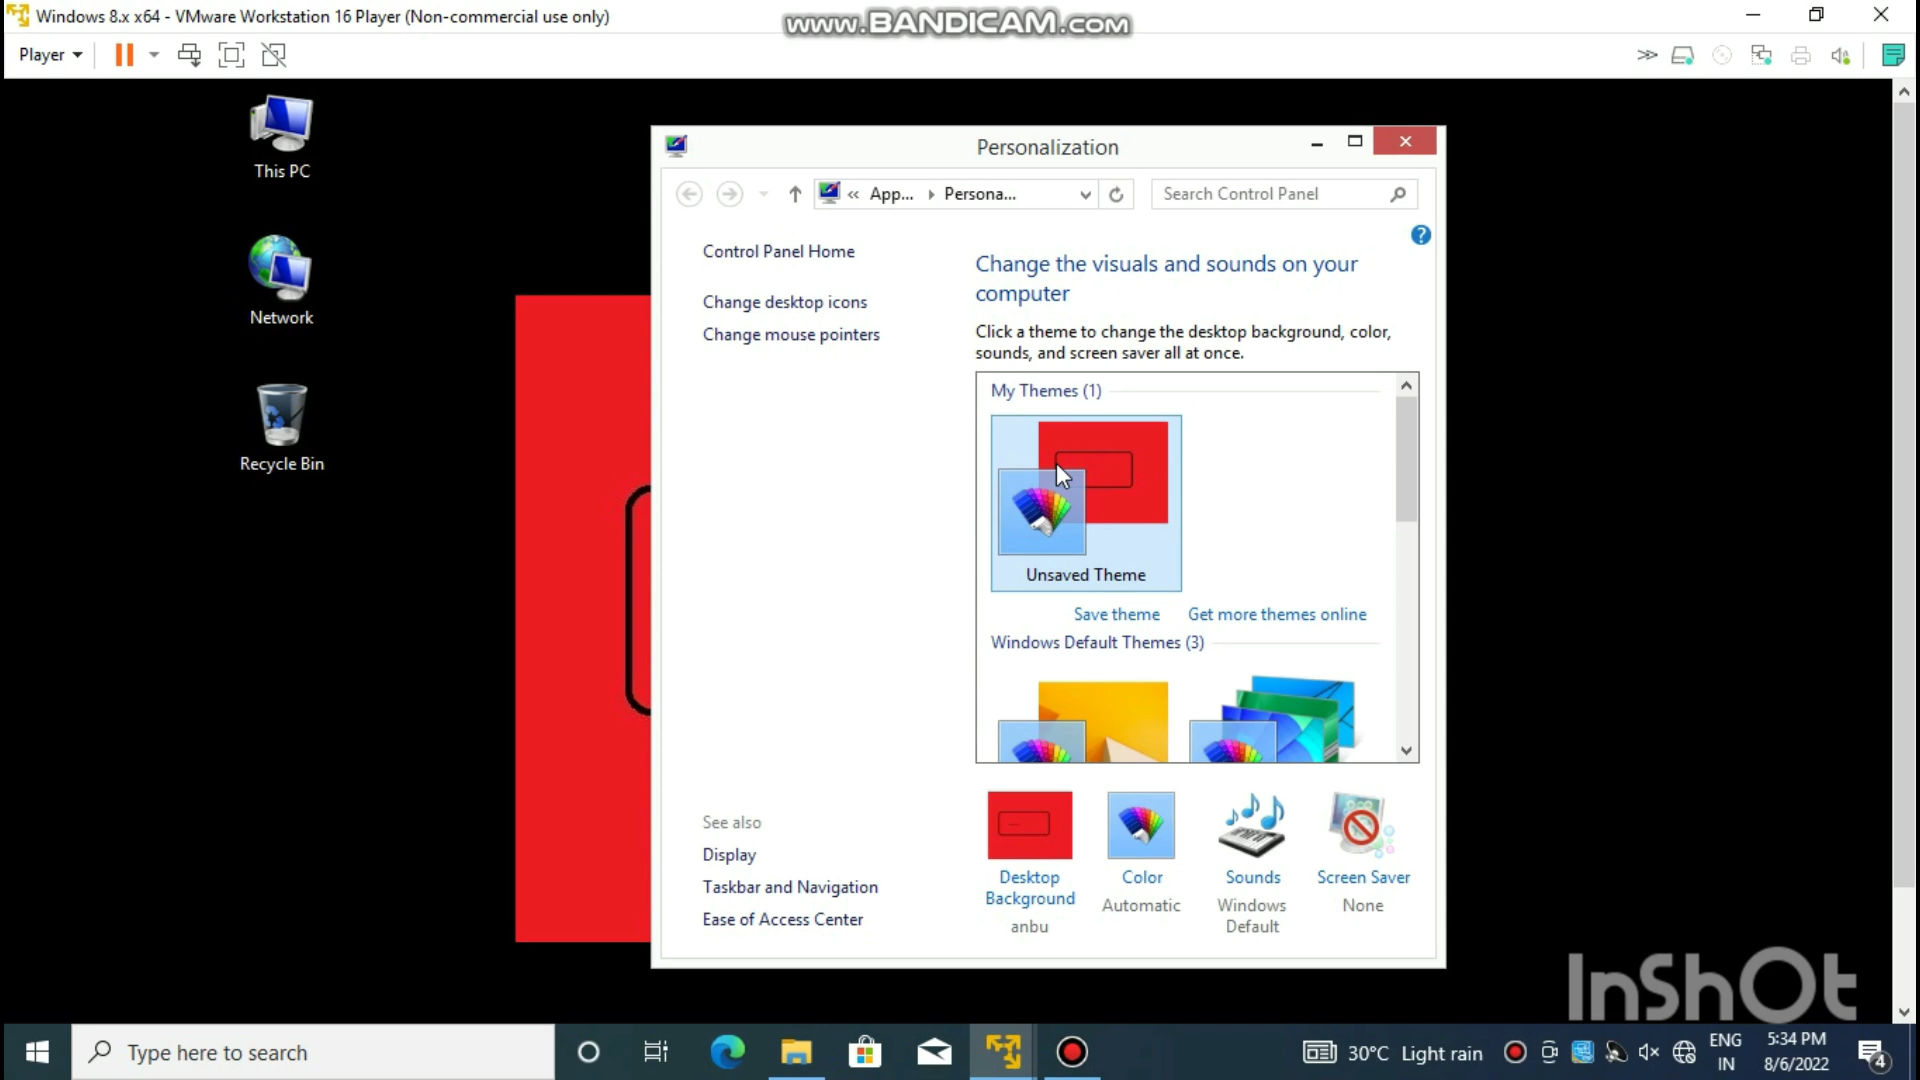 Windows 8.x x64 - VMware Workstation 16 Player (Non-commercial use only)
www.BANDICAM.com
Player
This PC
Network
Recycle Bin
Personalization
« App... Persona...
Search Control Panel
Control Panel Home
Change desktop icons
Change mouse pointers
Change the visuals and sounds on your
computer
Click a theme to change the desktop background, color,
sounds, and screen saver all at once.
My Themes (1)
Unsaved Theme
Save theme
Get more themes online
Windows Default Themes (3)
See also
Display
Taskbar and Navigation
Ease of Access Center
Desktop
Background
anbu
Color
Automatic
Sounds
Windows
Default
Screen Saver
None
InShOt
Type here to search
30°C Light rain
ENG
IN
5:34 PM
8/6/2022
4